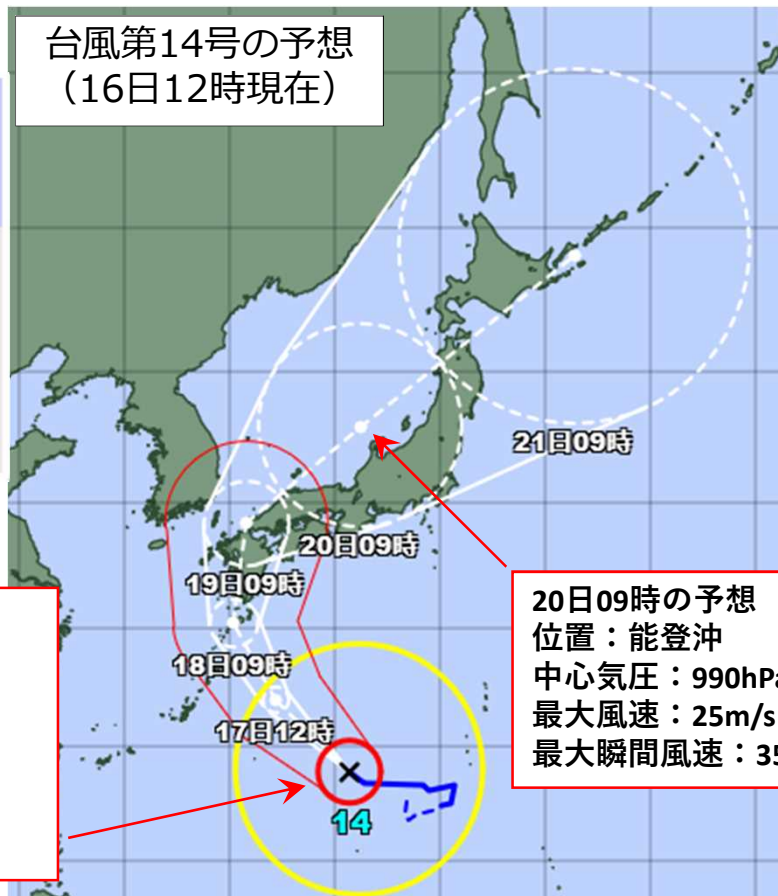 台風第14号の予想
（16日12時現在）
21日09時
20日09時
19日09時
18日09時
17日12時
14
20日09時の予想
位置：能登沖
中心気圧：990hPa
最大風速：25m/s
最大瞬間風速：35